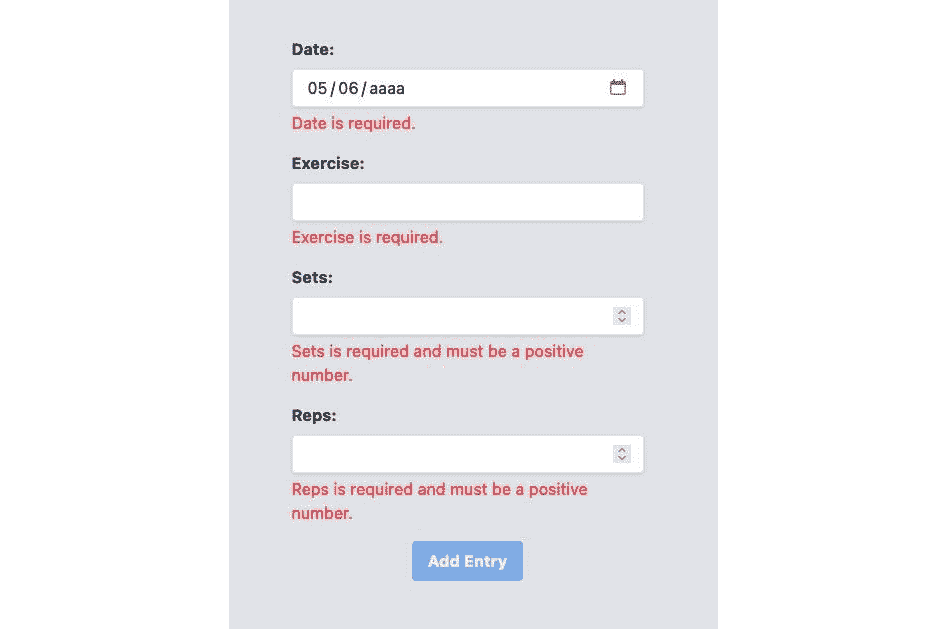 Date:
05/06/aaaa
Date is required.
Exercise:
Exercise is required.
Sets:
Sets is required and must be a positive
number.
Reps:
Reps is required and must be a positive
number.
Add Entry